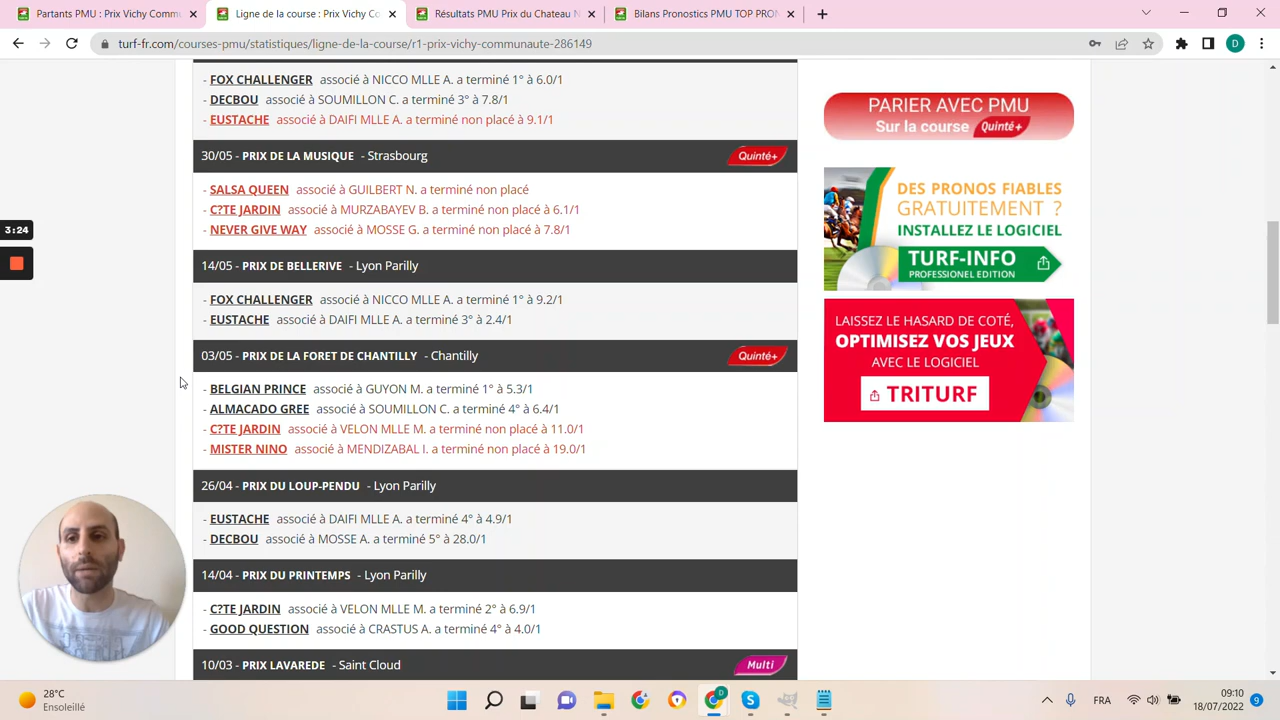 Partants PMU : Prix Vichy Commu
Ligne de la course : Prix Vichy Co
Résultats PMU Prix du Chateau N
Bilans Pronostics PMU TOP PRON
turf-fr.com/courses-pmu/statistiques/ligne-de-la-course/r1-prix-vichy-communaute-286149
D
- FOX CHALLENGER associé à NICCO MLLE A. a terminé 1° à 6.0/1
- DECBOU associé à SOUMILLON C. a terminé 3° à 7.8/1
- EUSTACHE associé à DAIFI MLLE A. a terminé non placé à 9.1/1
30/05 - PRIX DE LA MUSIQUE - Strasbourg Quinté+
- SALSA QUEEN associé à GUILBERT N. a terminé non placé
- C?TE JARDIN associé à MURZABAYEV B. a terminé non placé à 6.1/1
- NEVER GIVE WAY associé à MOSSE G. a terminé non placé à 7.8/1
14/05 - PRIX DE BELLERIVE - Lyon Parilly
- FOX CHALLENGER associé à NICCO MLLE A. a terminé 1° à 9.2/1
- EUSTACHE associé à DAIFI MLLE A. a terminé 3° à 2.4/1
03/05 - PRIX DE LA FORET DE CHANTILLY - Chantilly Quinté+
- BELGIAN PRINCE associé à GUYON M. a terminé 1° à 5.3/1
- ALMACADO GREE associé à SOUMILLON C. a terminé 4° à 6.4/1
- C?TE JARDIN associé à VELON MLLE M. a terminé non placé à 11.0/1
- MISTER NINO associé à MENDIZABAL I. a terminé non placé à 19.0/1
26/04 - PRIX DU LOUP-PENDU - Lyon Parilly
- EUSTACHE associé à DAIFI MLLE A. a terminé 4° à 4.9/1
- DECBOU associé à MOSSE A. a terminé 5° à 28.0/1
14/04 - PRIX DU PRINTEMPS - Lyon Parilly
- C?TE JARDIN associé à VELON MLLE M. a terminé 2° à 6.9/1
- GOOD QUESTION associé à CRASTUS A. a terminé 4° à 4.0/1
10/03 - PRIX LAVAREDE - Saint Cloud Multi
PARIER AVEC PMU
Sur la course Quinté+
DES PRONOS FIABLES
GRATUITEMENT ?
INSTALLEZ LE LOGICIEL
TURF-INFO
PROFESSIONEL EDITION
LAISSEZ LE HASARD DE COTÉ,
OPTIMISEZ VOS JEUX
AVEC LE LOGICIEL
TRITURF
3:24
28°C
Ensoleillé
D
FRA
09:10
18/07/2022
9